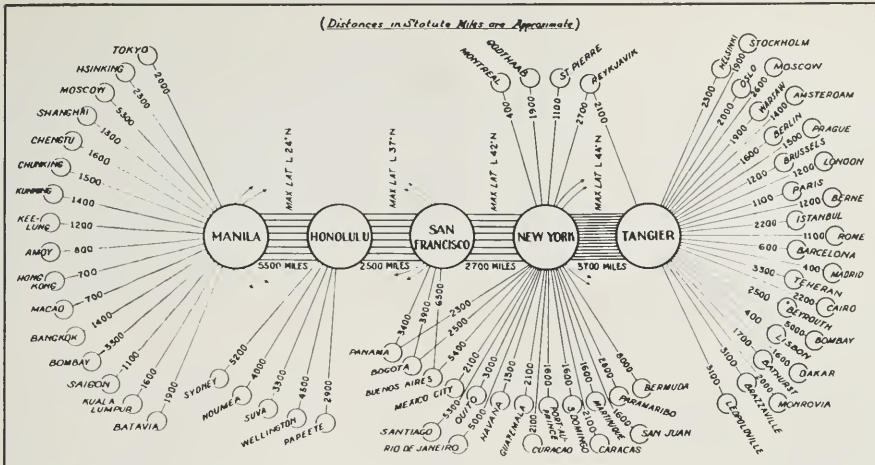 (Distances in Statute Miles are Approximate)
TOKYO
2000
HSINKING
2300
MOSCOW
5300
SHANGHAI
1300
CHENGTU
1600
CHUNKING
1500
KUNMING
1400
KEE-
LUNG
1200
AMOY
800
HONG
KONG
700
MACAO
700
BANGKOK
1400
BOMBAY
SAIGON
1100
KUALA
LUMPUR
1600
BATAVIA
1900
MANILA
5500 MILES
MAX LAT L 24°N
HONOLULU
2500 MILES
MAX LAT L 37°N
SAN
FRANCISCO
2700 MILES
MAX LAT L 42°N
NEW YORK
3700 MILES
MAX LAT L 44°N
TANGIER
SYDNEY
5200
NOUMEA
4000
SUVA
3300
WELLINGTON
PAPEETE
2900
PANAMA
3400
2300
BOGOTA
3900
2500
BUENOS AIRES
6500
5400
MEXICO CITY
2100
SANTIAGO
5300
QUITO
3000
RIO DE JANEIRO
5000
HAVANA
1300
GUATEMALA
2100
CURACAO
2100
PORT-AU-
PRINCE
1600
S. DOMINGO
1600
CARACAS
2100
MARTINIQUE
1600
SAN JUAN
1600
PARAMARIBO
2800
BERMUDA
8000
MONTREAL
400
GODTHAAB
1900
ST PIERRE
1100
REYKJAVIK
2700
2100
HELSINKI
2300
STOCKHOLM
1900
OSLO
2000
MOSCOW
2600
WARSAW
1900
AMSTERDAM
1400
BERLIN
1600
PRAGUE
1500
BRUSSELS
1200
LONDON
1200
PARIS
1100
BERNE
1200
ISTANBUL
2200
ROME
1100
BARCELONA
600
MADRID
400
TEHERAN
3300
CAIRO
2200
BEYROUTH
2500
BOMBAY
5000
LISBON
400
DAKAR
1600
BATHURST
1700
MONROVIA
2000
BRAZZAVILLE
3100
LEOPOLDVILLE
3100